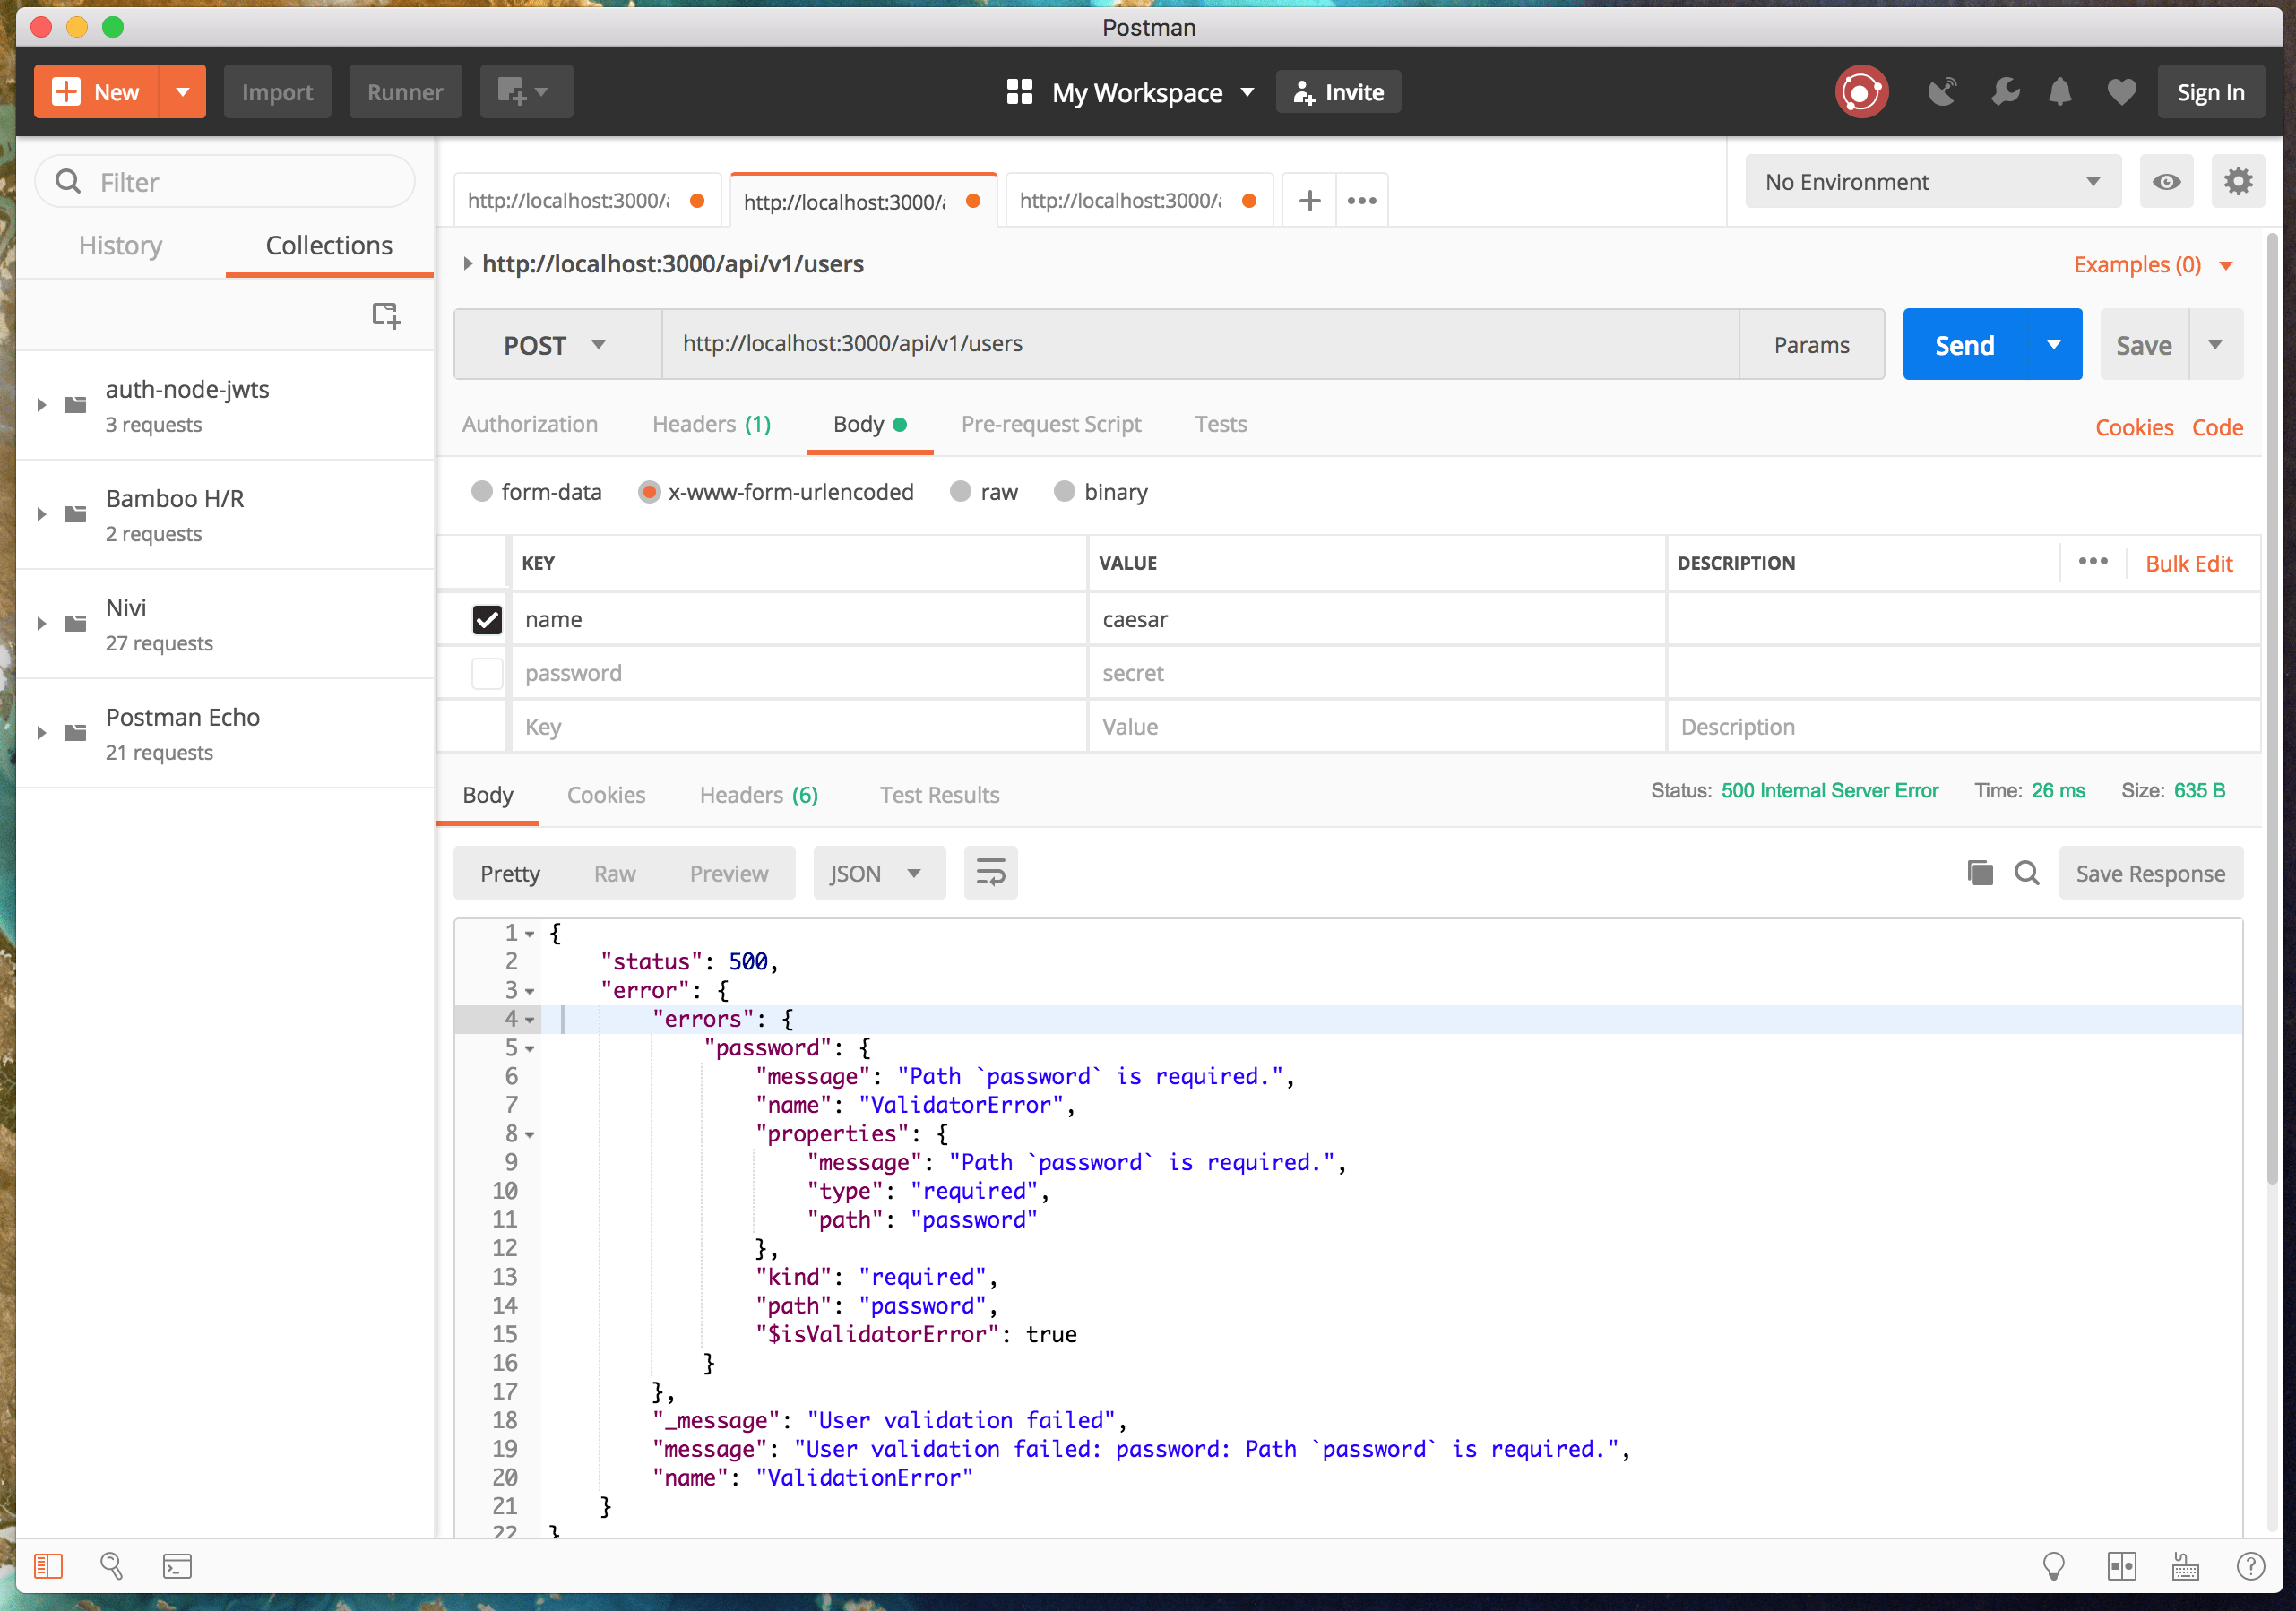 Postman
New
Import
Runner
My Workspace
Invite
Sign In
Filter
History
Collections
auth-node-jwts
3 requests
Bamboo H/R
2 requests
Nivi
27 requests
Postman Echo
21 requests
http://localhost:3000/a
http://localhost:3000/a
http://localhost:3000/a
No Environment
http://localhost:3000/api/v1/users
Examples (0)
POST
http://localhost:3000/api/v1/users
Params
Send
Save
Authorization
Headers (1)
Body
Pre-request Script
Tests
Cookies
Code
form-data
x-www-form-urlencoded
raw
binary
KEY
VALUE
DESCRIPTION
Bulk Edit
name
caesar
password
secret
Key
Value
Description
Body
Cookies
Headers (6)
Test Results
Status: 500 Internal Server Error
Time: 26 ms
Size: 635 B
Pretty
Raw
Preview
JSON
Save Response
1 {
2 "status": 500,
3 "error": {
4 "errors": {
5 "password": {
6 "message": "Path `password` is required.",
7 "name": "ValidatorError",
8 "properties": {
9 "message": "Path `password` is required.",
10 "type": "required",
11 "path": "password"
12 },
13 "kind": "required",
14 "path": "password",
15 "$isValidatorError": true
16 }
17 },
18 "_message": "User validation failed",
19 "message": "User validation failed: password: Path `password` is required.",
20 "name": "ValidationError"
21 }
22 }